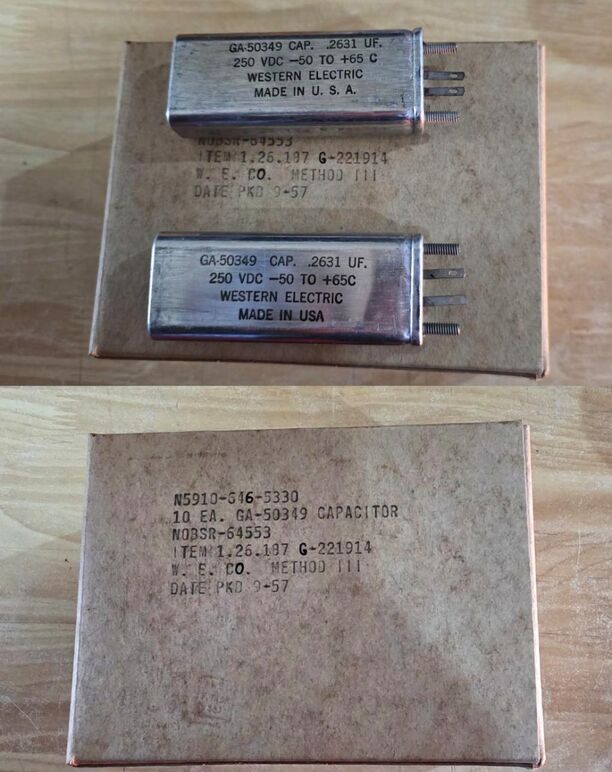 GA-50349 CAP. .2631 UF.
250 VDC -50 TO +65 C
WESTERN ELECTRIC
MADE IN U. S. A.
NOBSR-64553
ITEM 1.26.187 G-221914
W. E. CO. METHOD III
DATE PKD 9-57
GA-50349 CAP. .2631 UF.
250 VDC -50 TO +65C
WESTERN ELECTRIC
MADE IN USA
N5910-646-5330
10 EA. GA-50349 CAPACITOR
NOBSR-64553
ITEM 1.26.187 G-221914
W. E. CO. METHOD III
DATE PKD 9-57